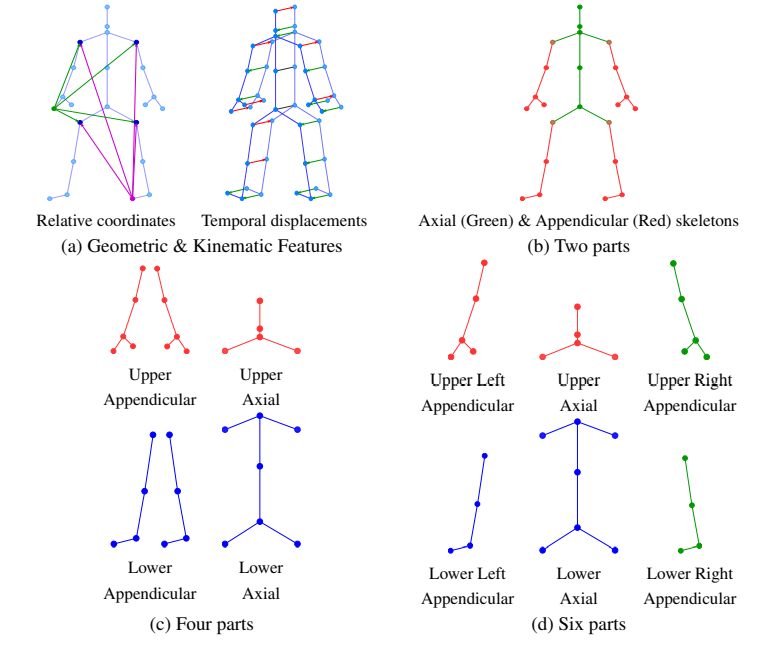 Relative coordinates
Temporal displacements
(a) Geometric & Kinematic Features
Axial (Green) & Appendicular (Red) skeletons
(b) Two parts
Upper
Appendicular
Upper
Axial
Lower
Appendicular
Lower
Axial
(c) Four parts
Upper Left
Appendicular
Upper
Axial
Upper Right
Appendicular
Lower Left
Appendicular
Lower
Axial
Lower Right
Appendicular
(d) Six parts